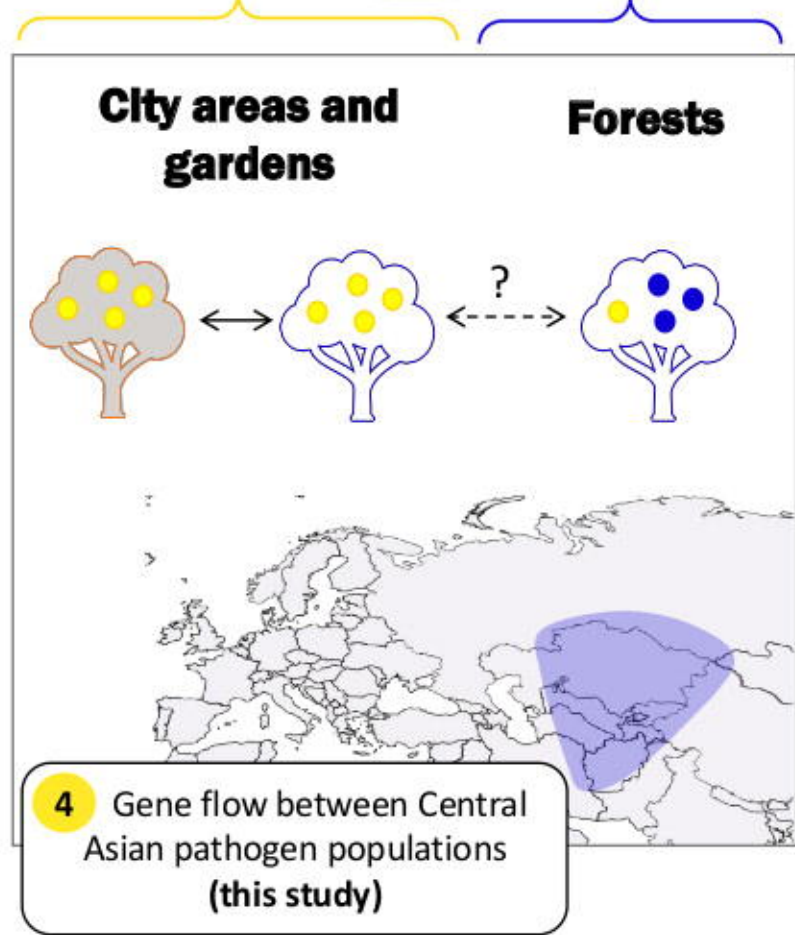 City areas and
gardens
Forests
?
4 Gene flow between Central
Asian pathogen populations
(this study)